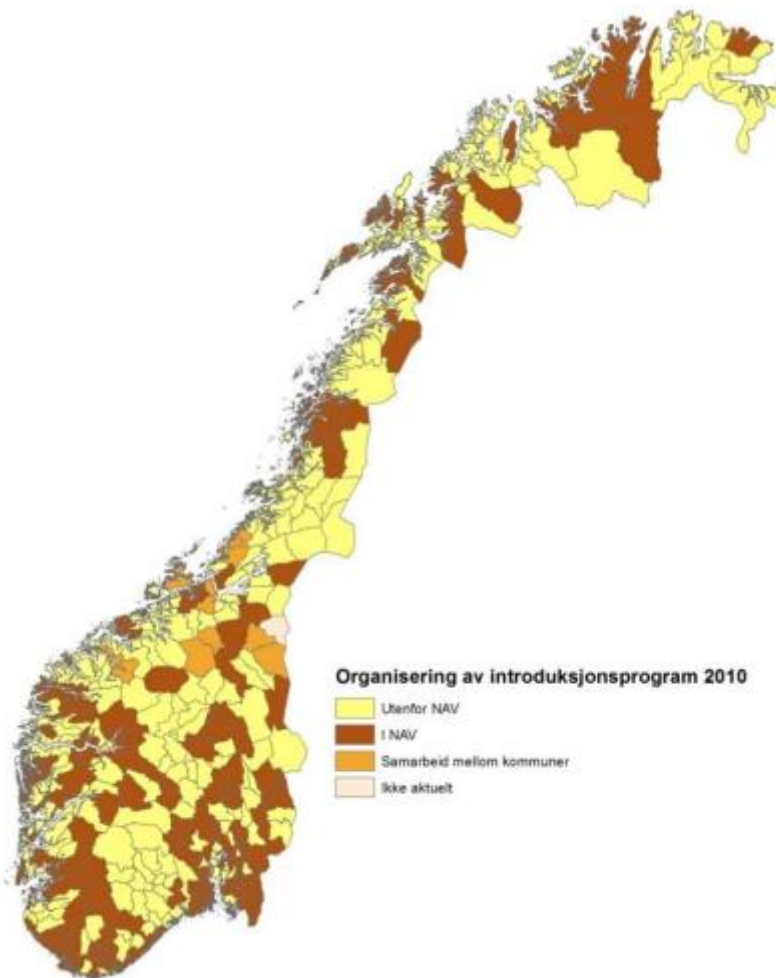 Organisering av introduksjonsprogram 2010
Utenfor NAV
I NAV
Samarbeid mellom kommuner
Ikke aktuelt